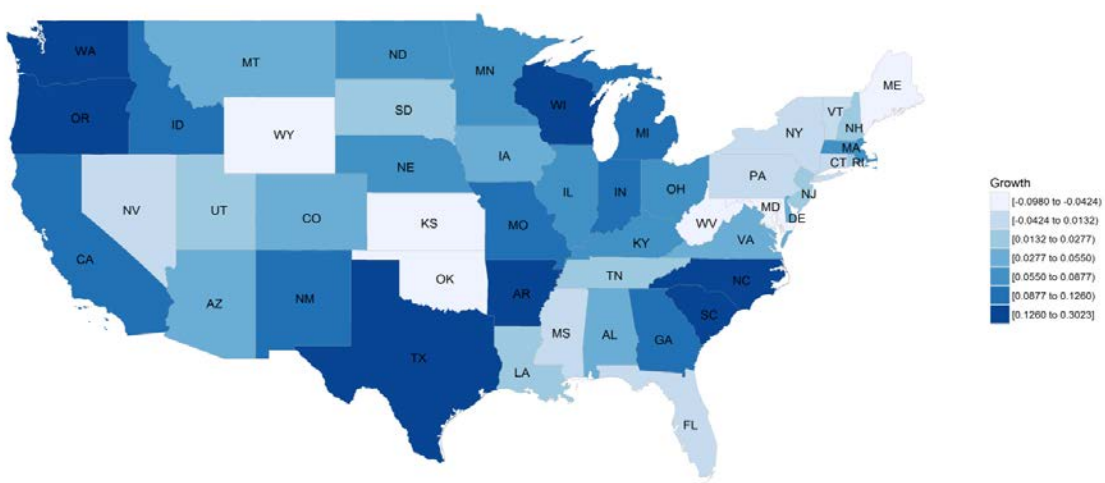 WA
MT
ND
MN
ME
OR
ID
WY
SD
WI
MI
VT
NH
NY
MA
CT RI
NV
UT
CO
NE
IA
IL
IN
OH
PA
NJ
MD
DE
WV
VA
KS
MO
KY
CA
AZ
NM
OK
AR
TN
NC
SC
TX
LA
MS
AL
GA
FL
Growth
[-0.0980 to -0.0424)
[-0.0424 to 0.0132)
[0.0132 to 0.0277)
[0.0277 to 0.0550)
[0.0550 to 0.0877)
[0.0877 to 0.1260)
[0.1260 to 0.3023]